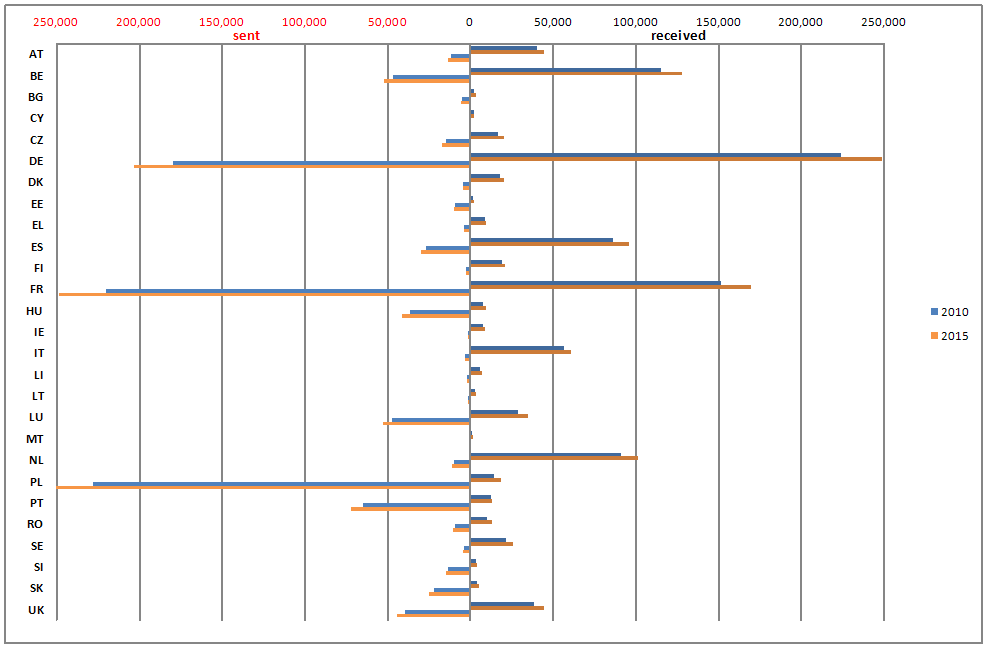 250,000 200,000 150,000 100,000 50,000 0 50,000 100,000 150,000 200,000 250,000
sent received
AT
BE
BG
CY
CZ
DE
DK
EE
EL
ES
FI
FR
HU
IE
IT
LI
LT
LU
MT
NL
PL
PT
RO
SE
SI
SK
UK
2010
2015